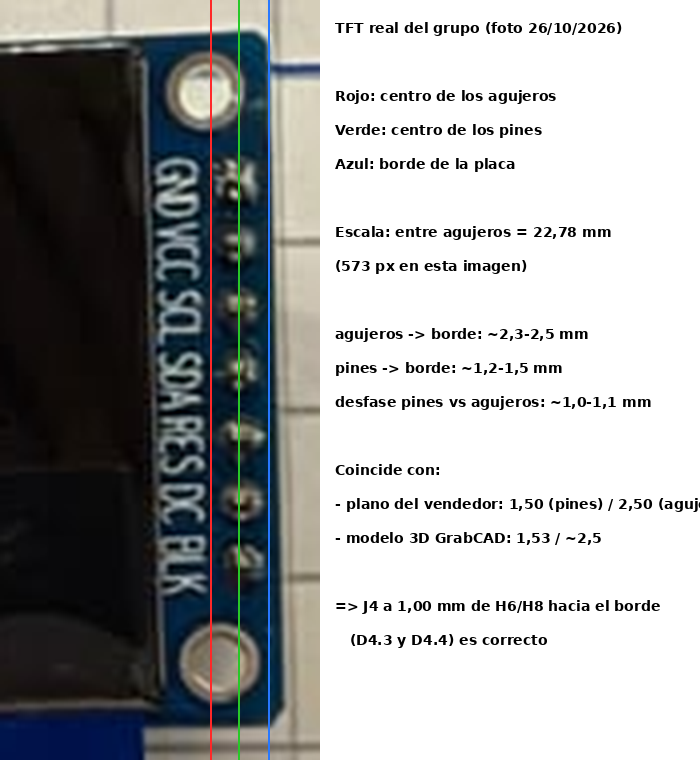 TFT real del grupo (foto 26/10/2026)
Rojo: centro de los agujeros
Verde: centro de los pines
Azul: borde de la placa
Escala: entre agujeros = 22,78 mm
(573 px en esta imagen)
agujeros -> borde: ~2,3-2,5 mm
pines -> borde: ~1,2-1,5 mm
desfase pines vs agujeros: ~1,0-1,1 mm
Coincide con:
- plano del vendedor: 1,50 (pines) / 2,50 (aguj
- modelo 3D GrabCAD: 1,53 / ~2,5
=> J4 a 1,00 mm de H6/H8 hacia el borde
(D4.3 y D4.4) es correcto
GND VCC SCL SDA RES DC BLK